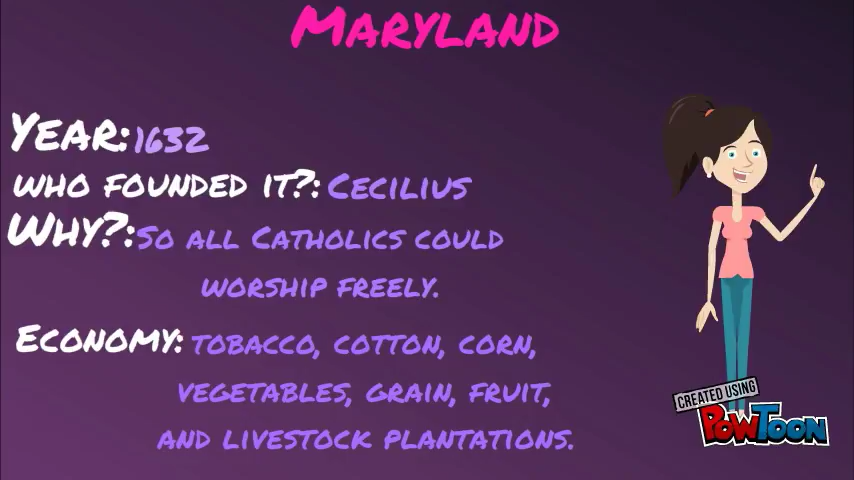 Maryland
Year: 1632
who founded it?: Cecilius
Why?: So all Catholics could
worship freely.
Economy: tobacco, cotton, corn,
vegetables, grain, fruit,
and livestock plantations.
CREATED USING
PowToon